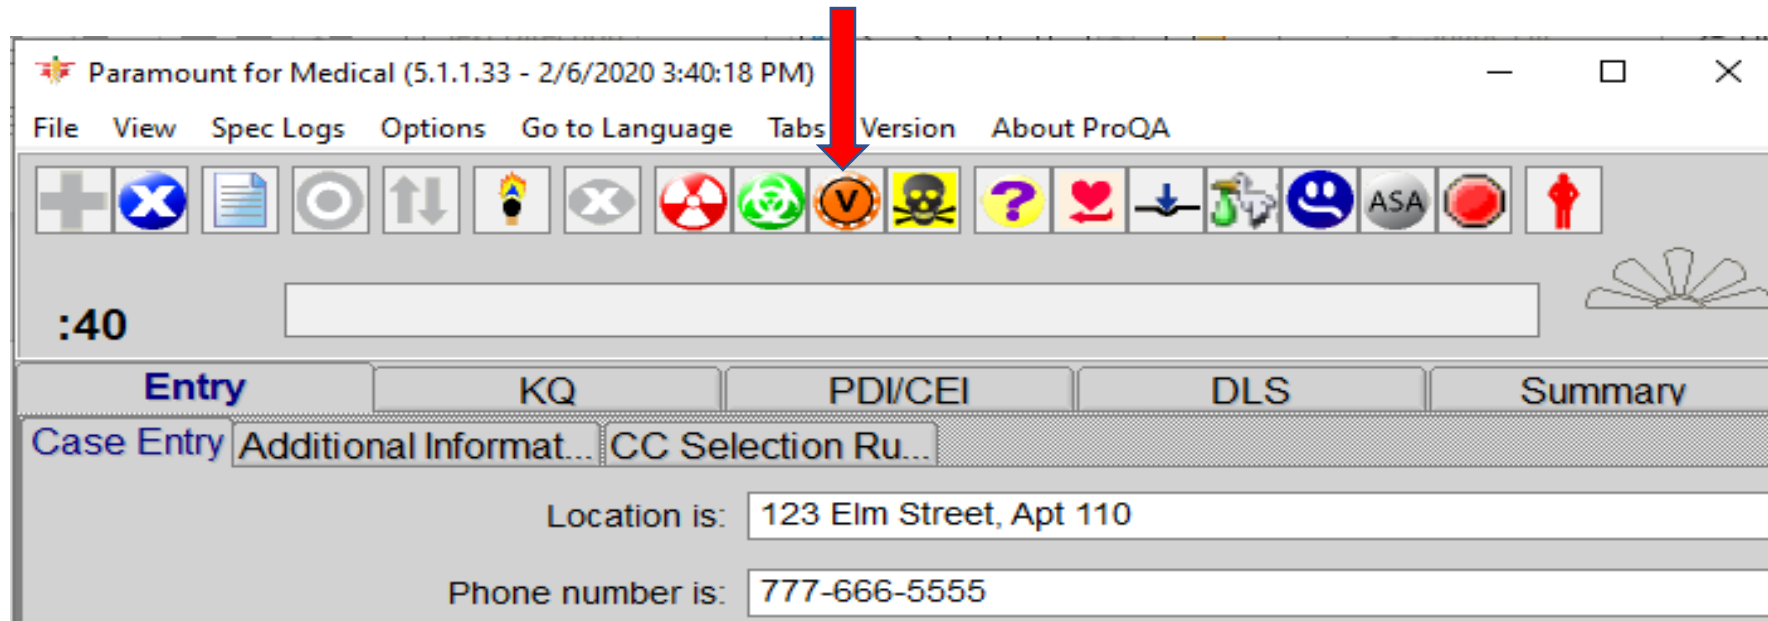 Paramount for Medical (5.1.1.33 - 2/6/2020 3:40:18 PM)
File View Spec Logs Options Go to Language Tabs Version About ProQA
V ? ASA
:40
Entry KQ PDI/CEI DLS Summary
Case Entry Additional Informat... CC Selection Ru...
Location is: 123 Elm Street, Apt 110
Phone number is: 777-666-5555